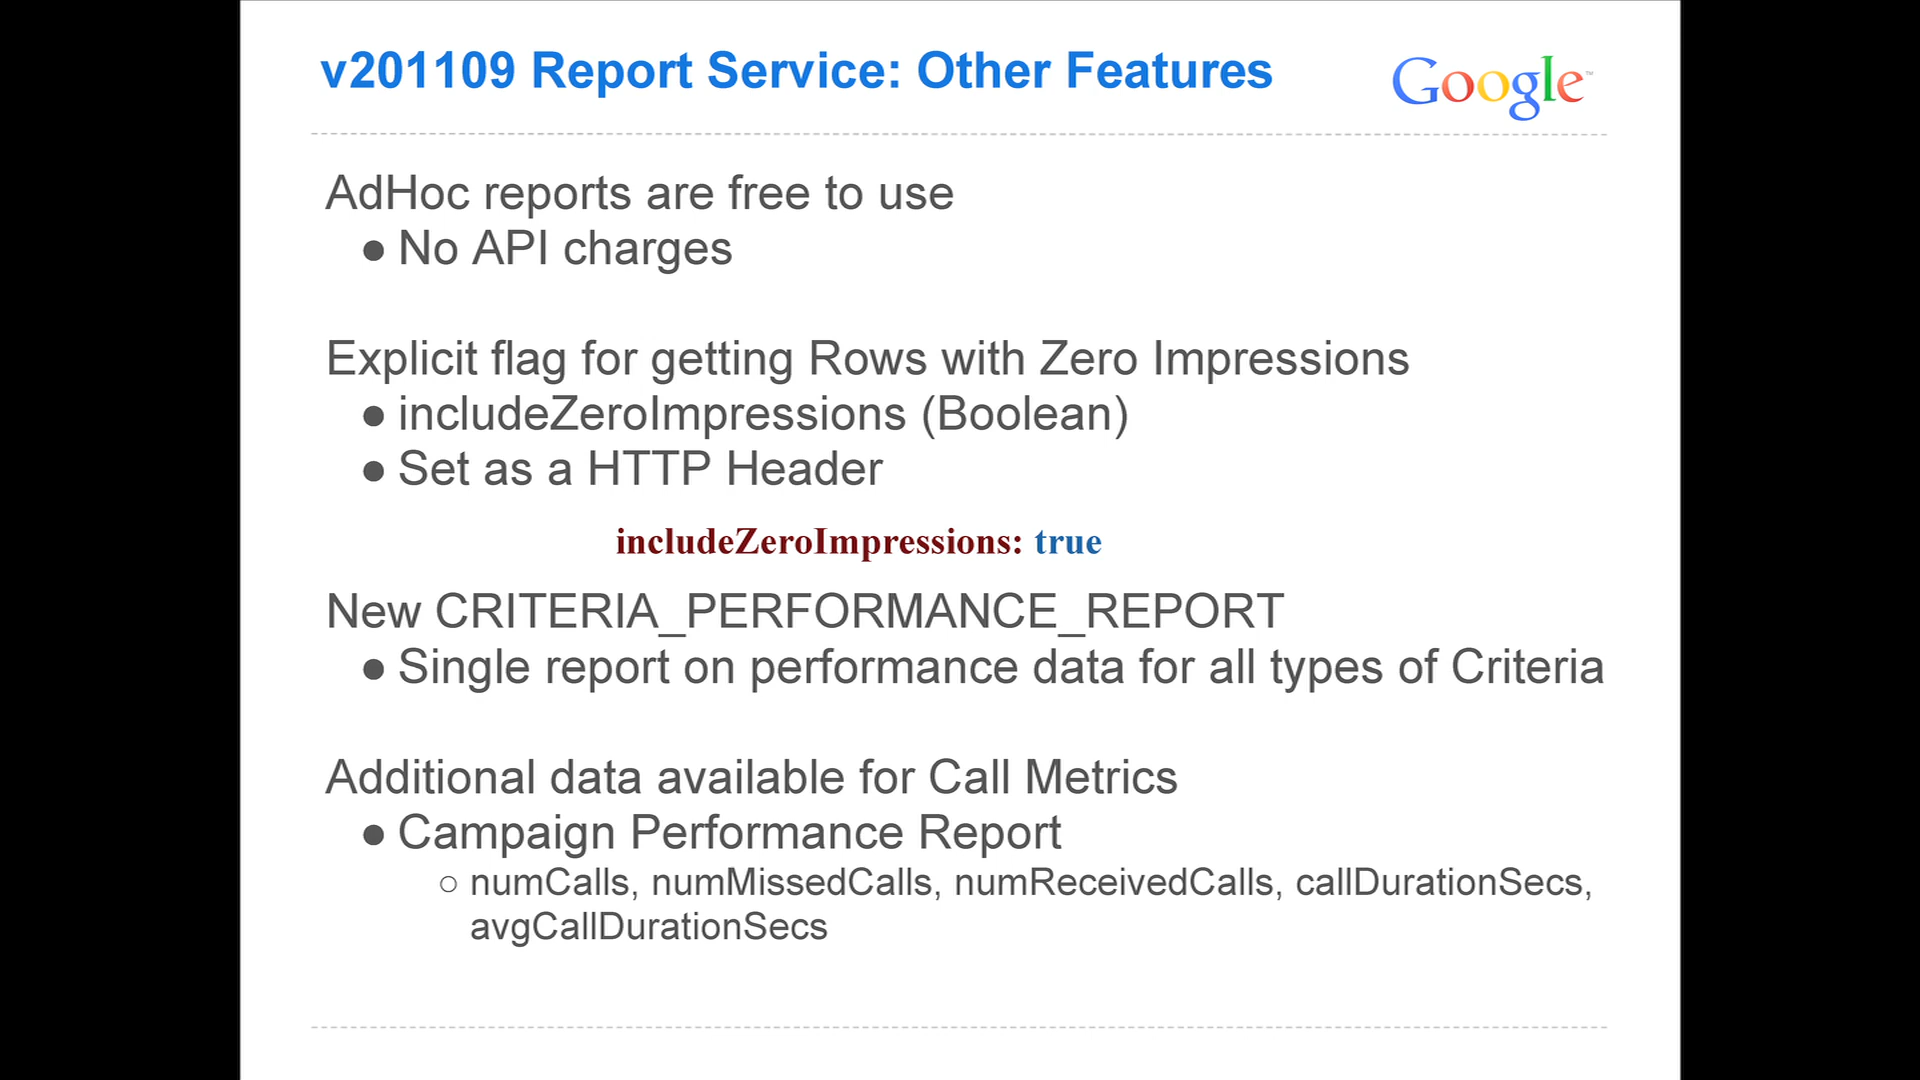 v201109 Report Service: Other Features
Google™
AdHoc reports are free to use
● No API charges
Explicit flag for getting Rows with Zero Impressions
● includeZeroImpressions (Boolean)
● Set as a HTTP Header
includeZeroImpressions: true
New CRITERIA_PERFORMANCE_REPORT
● Single report on performance data for all types of Criteria
Additional data available for Call Metrics
● Campaign Performance Report
○ numCalls, numMissedCalls, numReceivedCalls, callDurationSecs,
avgCallDurationSecs